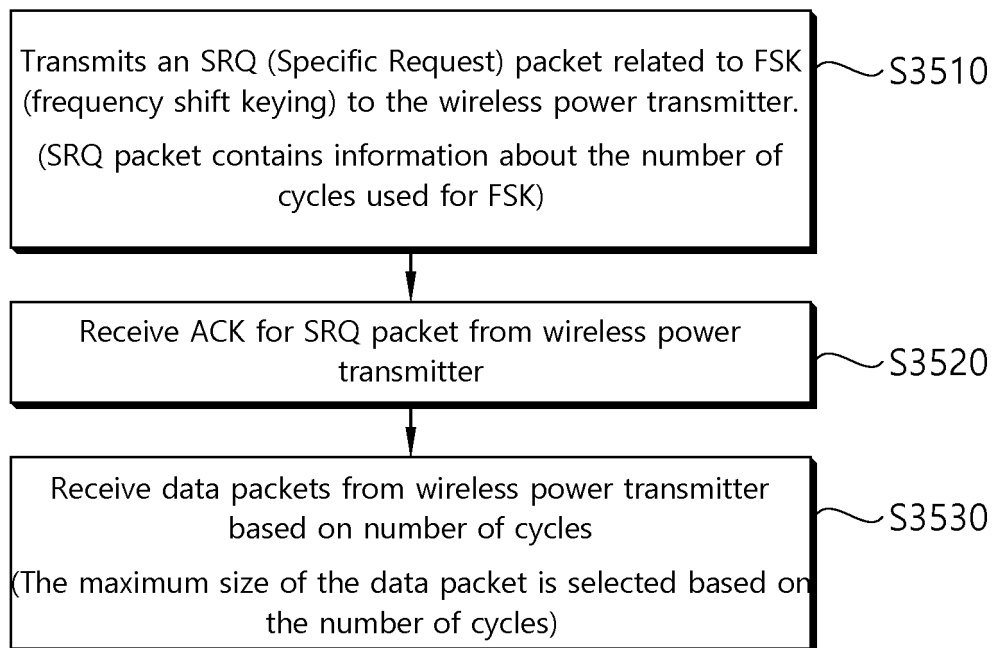 Transmits an SRQ (Specific Request) packet related to FSK
(frequency shift keying) to the wireless power transmitter.
(SRQ packet contains information about the number of
cycles used for FSK)
S3510
Receive ACK for SRQ packet from wireless power
transmitter
S3520
Receive data packets from wireless power transmitter
based on number of cycles
(The maximum size of the data packet is selected based on
the number of cycles)
S3530